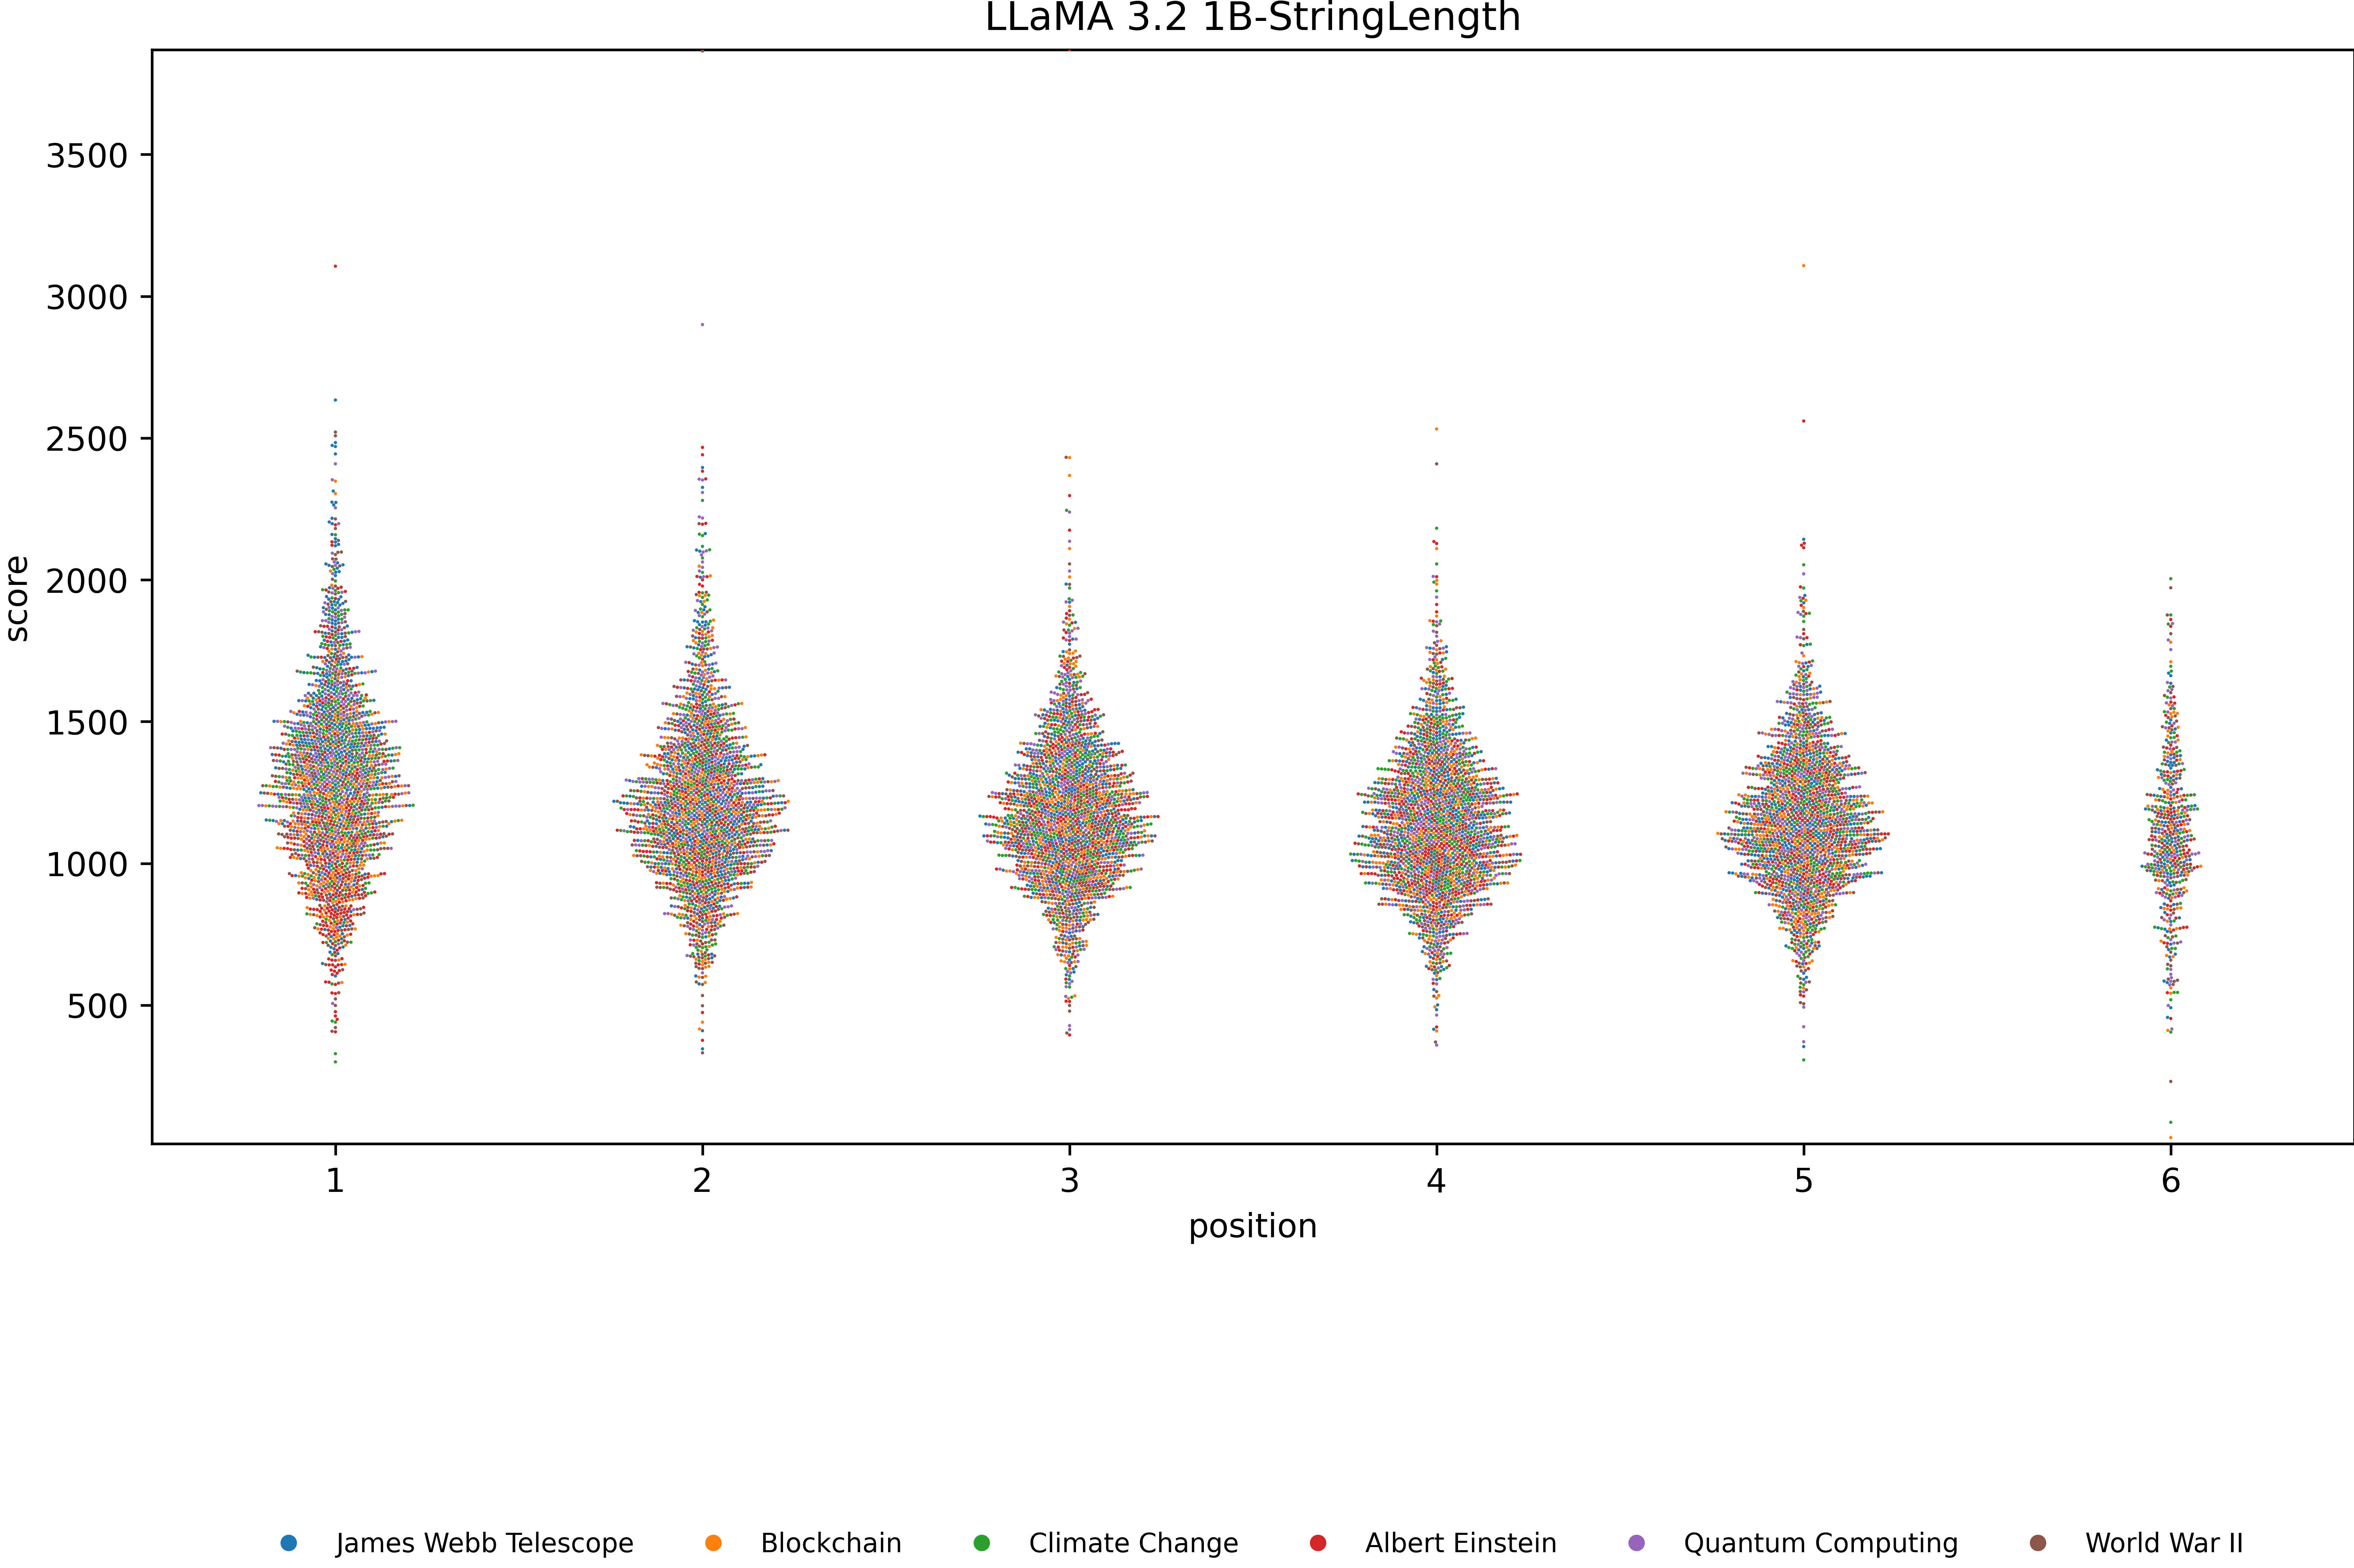 LLaMA 3.2 1B-StringLength
3500
3000
2500
2000
1500
1000
500
score
1 2 3 4 5 6
position
James Webb Telescope Blockchain Climate Change Albert Einstein Quantum Computing World War II